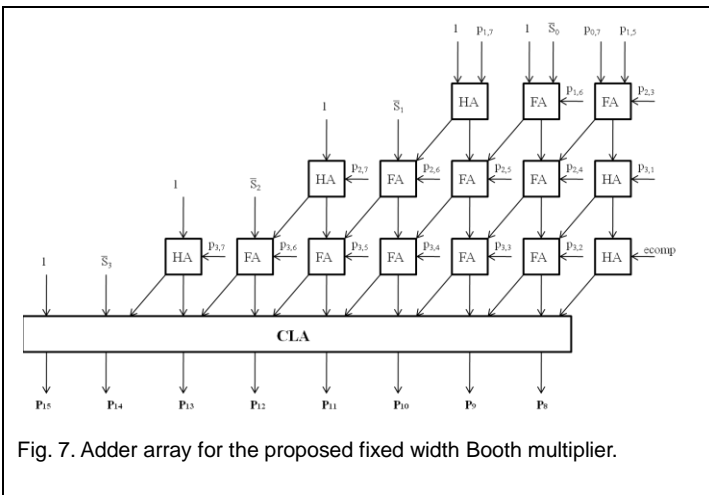 1 p1,7 1 S̅0 p0,7 p1,5
HA FA p1,6 FA p2,3
1 S̅1
HA p2,7 FA p2,6 FA p2,5 FA p2,4 HA p3,1
1 S̅2
HA p3,7 FA p3,6 FA p3,5 FA p3,4 FA p3,3 FA p3,2 HA ecomp
1 S̅3
CLA
P15 P14 P13 P12 P11 P10 P9 P8
Fig. 7. Adder array for the proposed fixed width Booth multiplier.